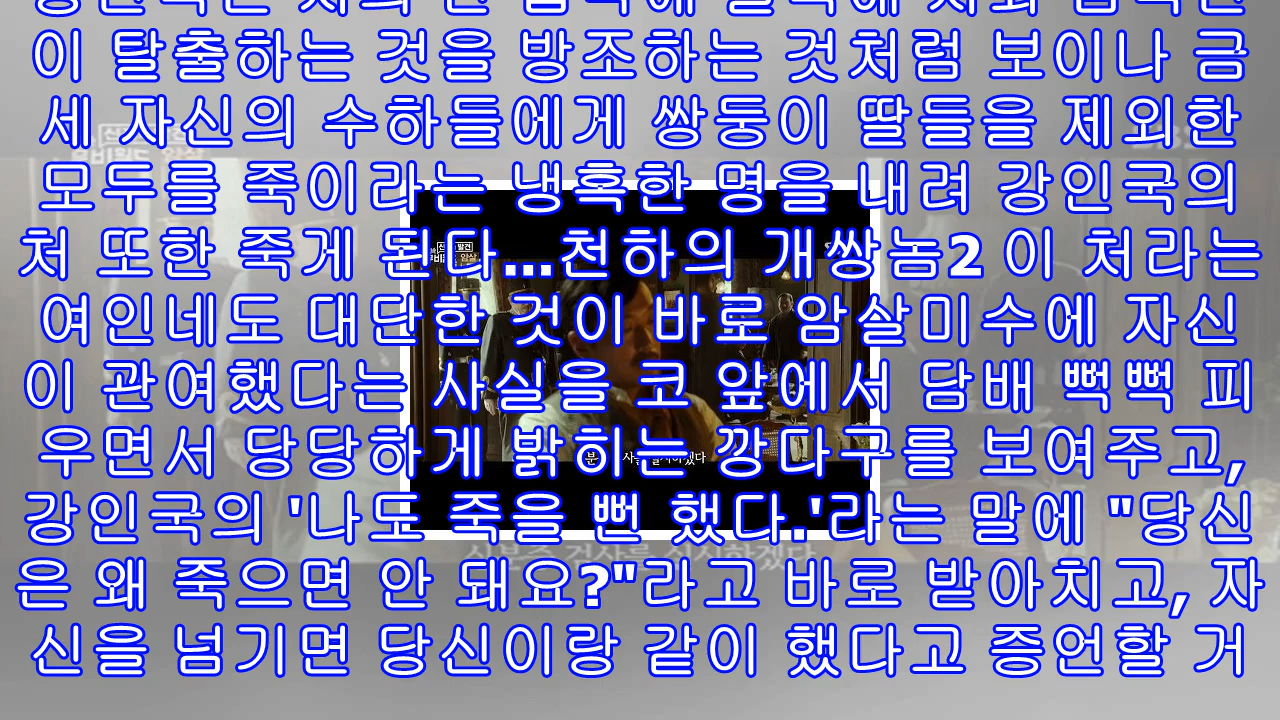 이 탈출하는 것을 방조하는 것처럼 보이나 금
세 자신의 수하들에게 쌍둥이 딸들을 제외한
모두를 죽이라는 냉혹한 명을 내려 강인국의
처 또한 죽게 된다...천하의 개쌍놈2 이 처라는
여인네도 대단한 것이 바로 암살미수에 자신
이 관여했다는 사실을 코 앞에서 담배 뻑뻑 피
우면서 당당하게 밝히는 깡다구를 보여주고,
강인국의 '나도 죽을 뻔 했다.'라는 말에 "당신
은 왜 죽으면 안 돼요?"라고 바로 받아치고, 자
신을 넘기면 당신이랑 같이 했다고 증언할 거